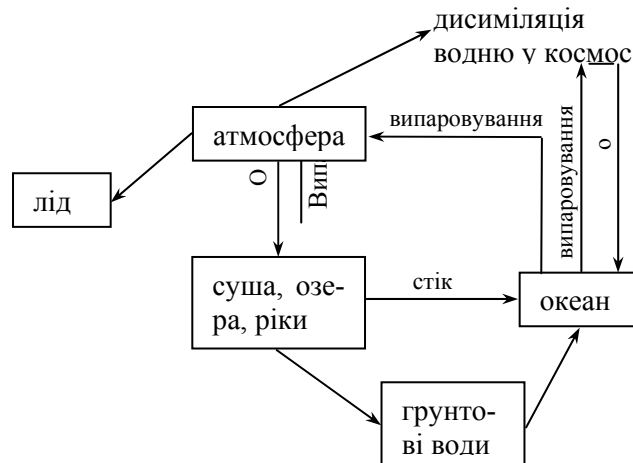 дисиміляція
водню у космос
випаровування
атмосфера
О
Вип
випаровування
о
лід
суша, озе-
ра, ріки
стік
океан
грунто-
ві води